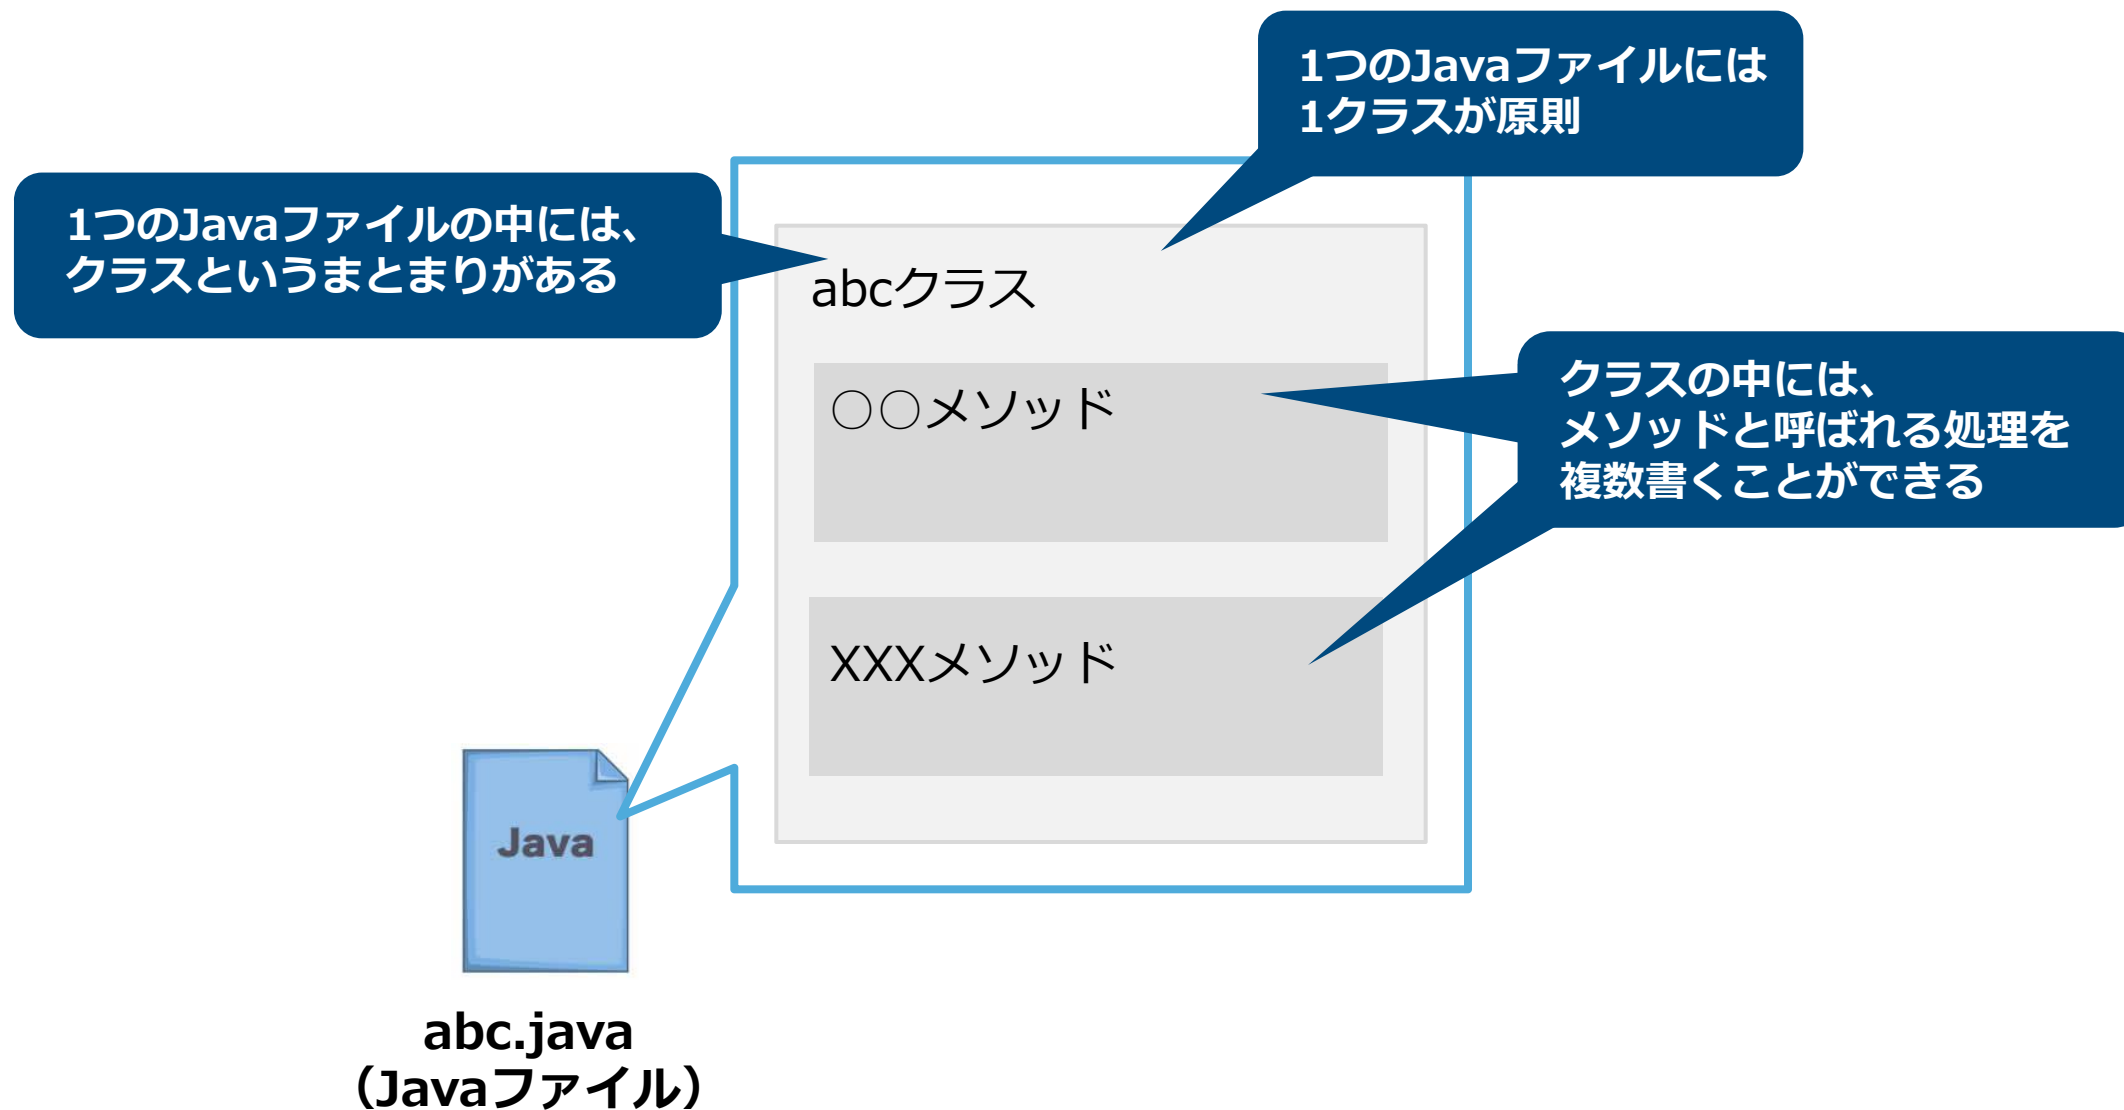 1つのJavaファイルには
1クラスが原則
1つのJavaファイルの中には、
クラスというまとまりがある
abcクラス
○○メソッド
クラスの中には、
メソッドと呼ばれる処理を
複数書くことができる
XXXメソッド
Java
abc.java
（Javaファイル）